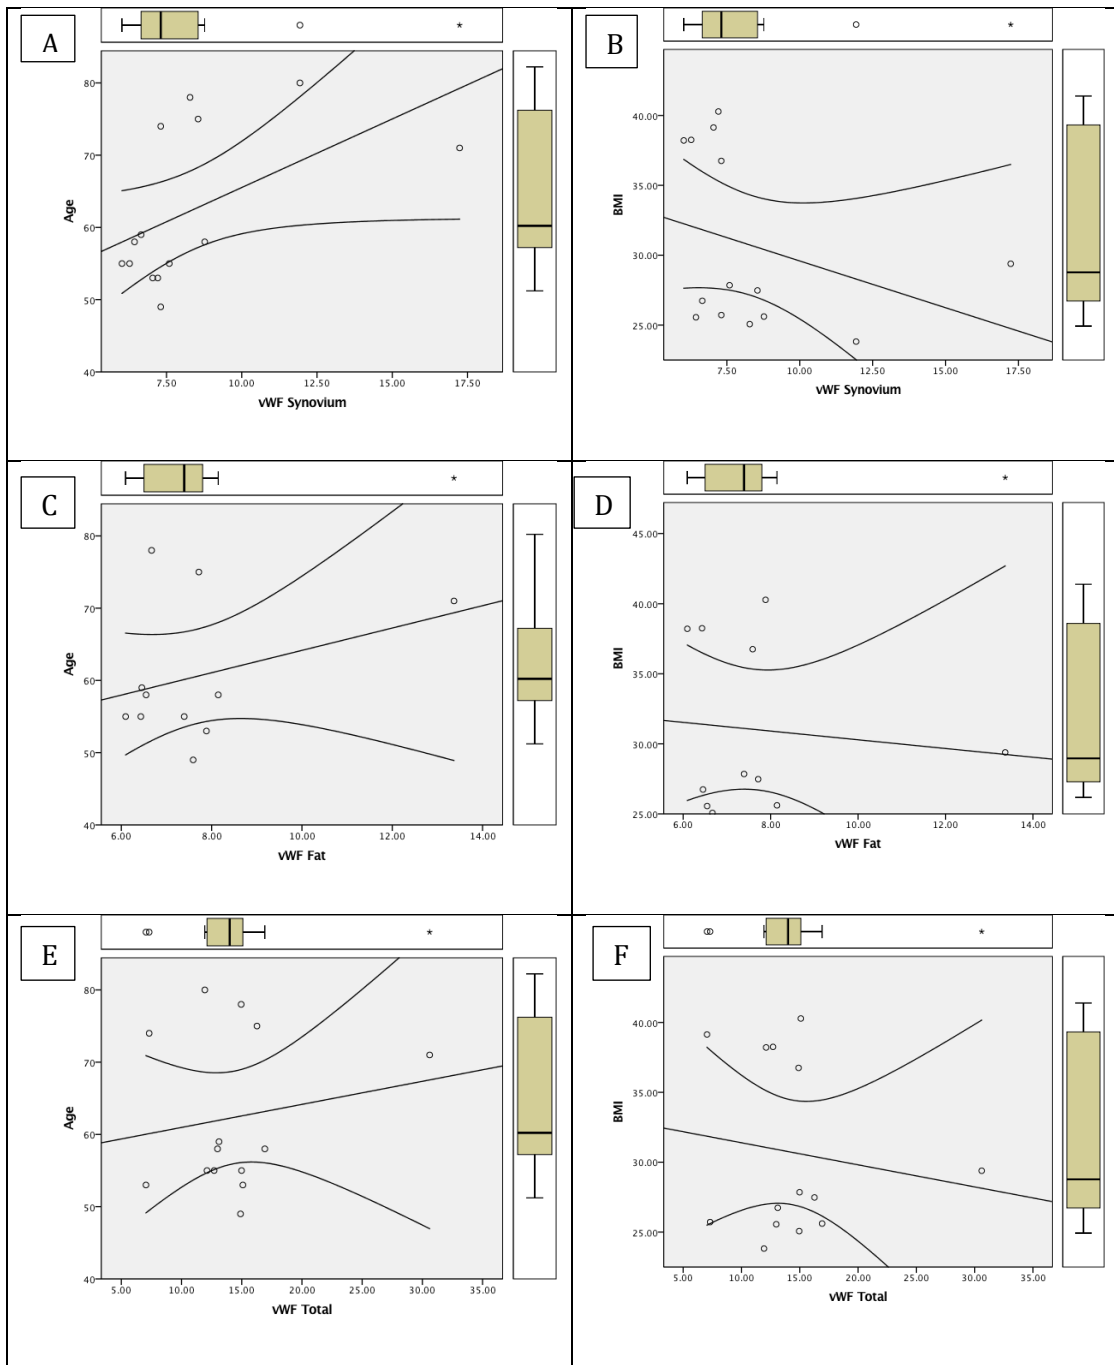 A
*
Age
80
70
60
50
40
7.50 10.00 12.50 15.00 17.50
vWF Synovium
B
*
BMI
40.00
35.00
30.00
25.00
7.50 10.00 12.50 15.00 17.50
vWF Synovium
C
*
Age
80
70
60
50
40
6.00 8.00 10.00 12.00 14.00
vWF Fat
D
*
BMI
45.00
40.00
35.00
30.00
25.00
6.00 8.00 10.00 12.00 14.00
vWF Fat
E
*
Age
80
70
60
50
40
5.00 10.00 15.00 20.00 25.00 30.00 35.00
vWF Total
F
*
BMI
40.00
35.00
30.00
25.00
5.00 10.00 15.00 20.00 25.00 30.00 35.00
vWF Total